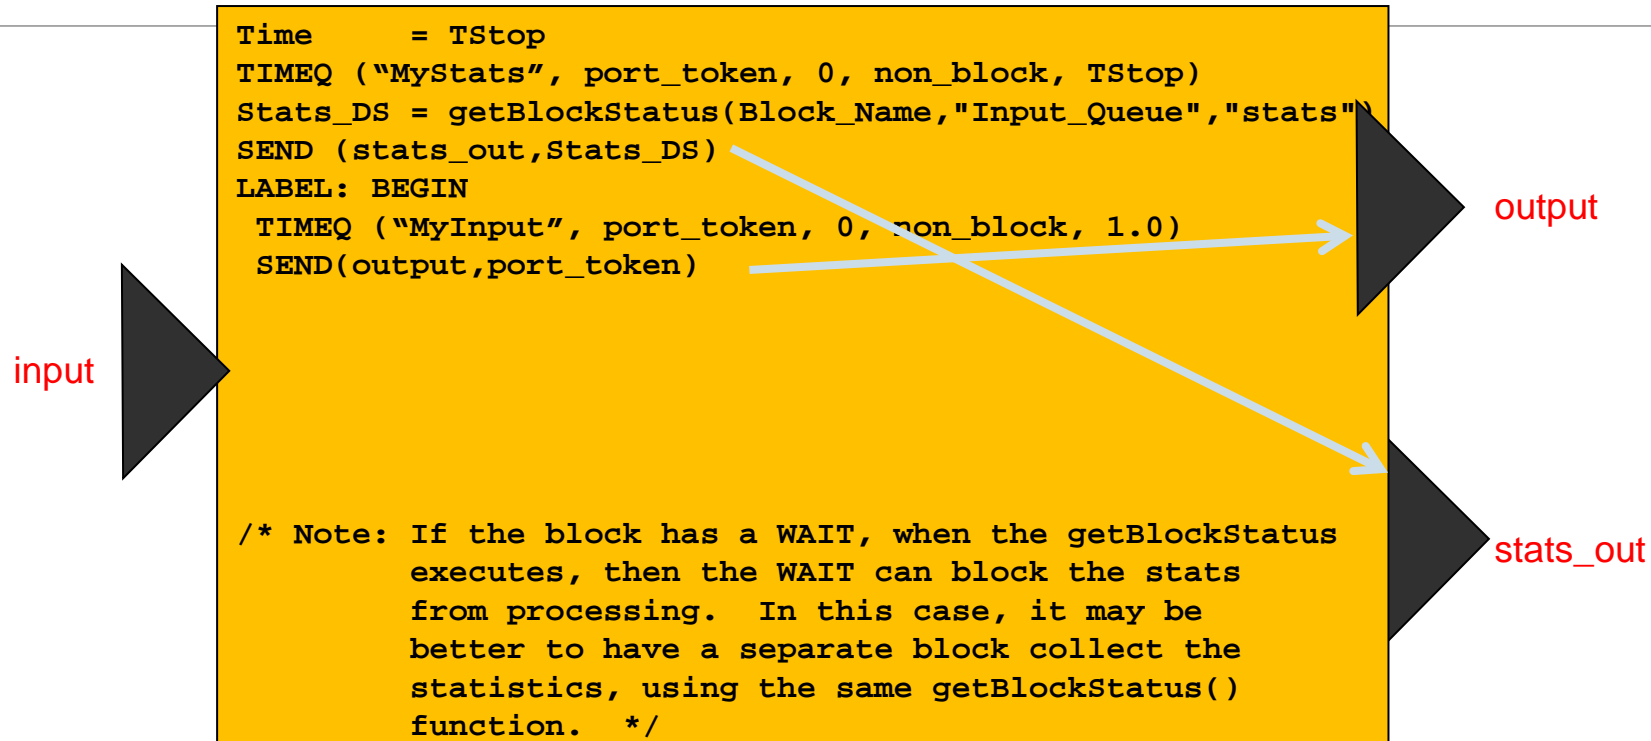 Time     = TStop
TIMEQ (“MyStats”, port_token, 0, non_block, TStop)
Stats_DS = getBlockStatus(Block_Name,"Input_Queue","stats")
SEND (stats_out,Stats_DS)
LABEL: BEGIN
 TIMEQ (“MyInput”, port_token, 0, non_block, 1.0)
 SEND(output,port_token)
output
input
/* Note: If the block has a WAIT, when the getBlockStatus
         executes, then the WAIT can block the stats
         from processing.  In this case, it may be
         better to have a separate block collect the
         statistics, using the same getBlockStatus()
         function.  */
stats_out